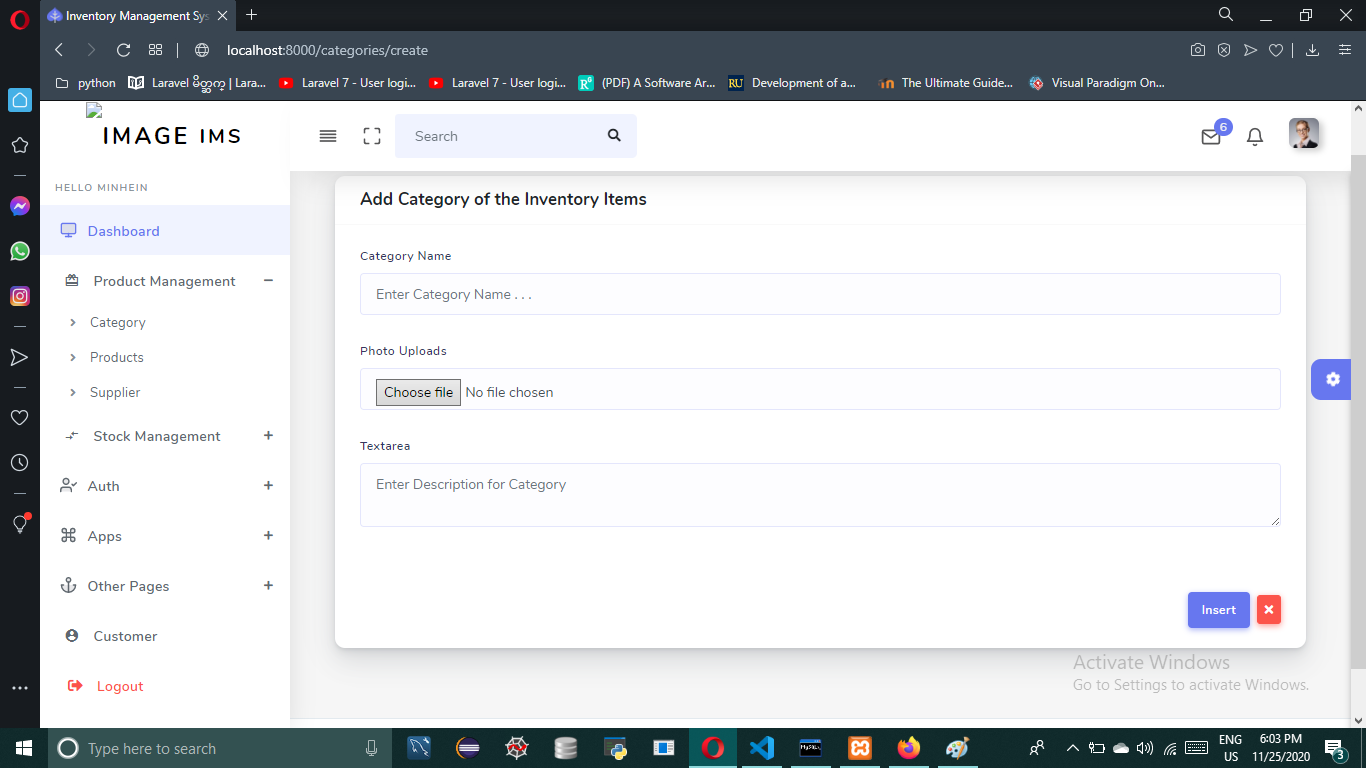 Inventory Management Sys
localhost:8000/categories/create
python
Laravel | Lara...
Laravel 7 - User logi...
Laravel 7 - User logi...
R⁶
(PDF) A Software Ar...
RU
Development of a...
The Ultimate Guide...
Visual Paradigm On...
IMAGE IMS
Search
6
HELLO MINHEIN
Dashboard
Product Management
Category
Products
Supplier
Stock Management
Auth
Apps
Other Pages
Customer
Logout
Add Category of the Inventory Items
Category Name
Enter Category Name . . .
Photo Uploads
Choose file No file chosen
Textarea
Enter Description for Category
Insert
Activate Windows
Go to Settings to activate Windows.
Type here to search
MySQL
ENG
US
6:03 PM
11/25/2020
3